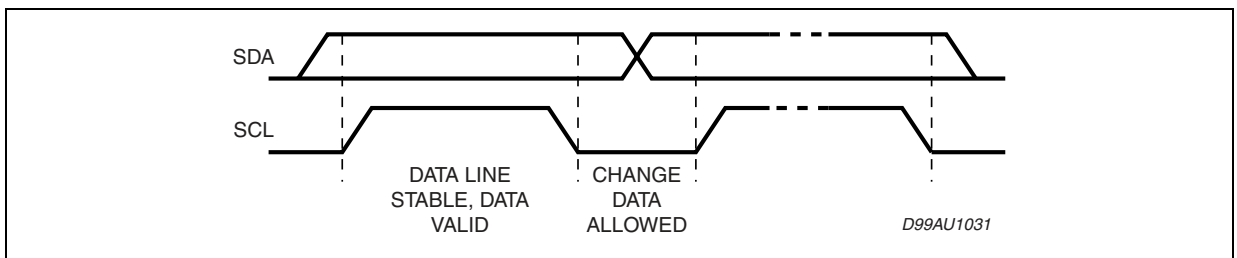 SDA
SCL
DATA LINE
STABLE, DATA
VALID
CHANGE
DATA
ALLOWED
D99AU1031